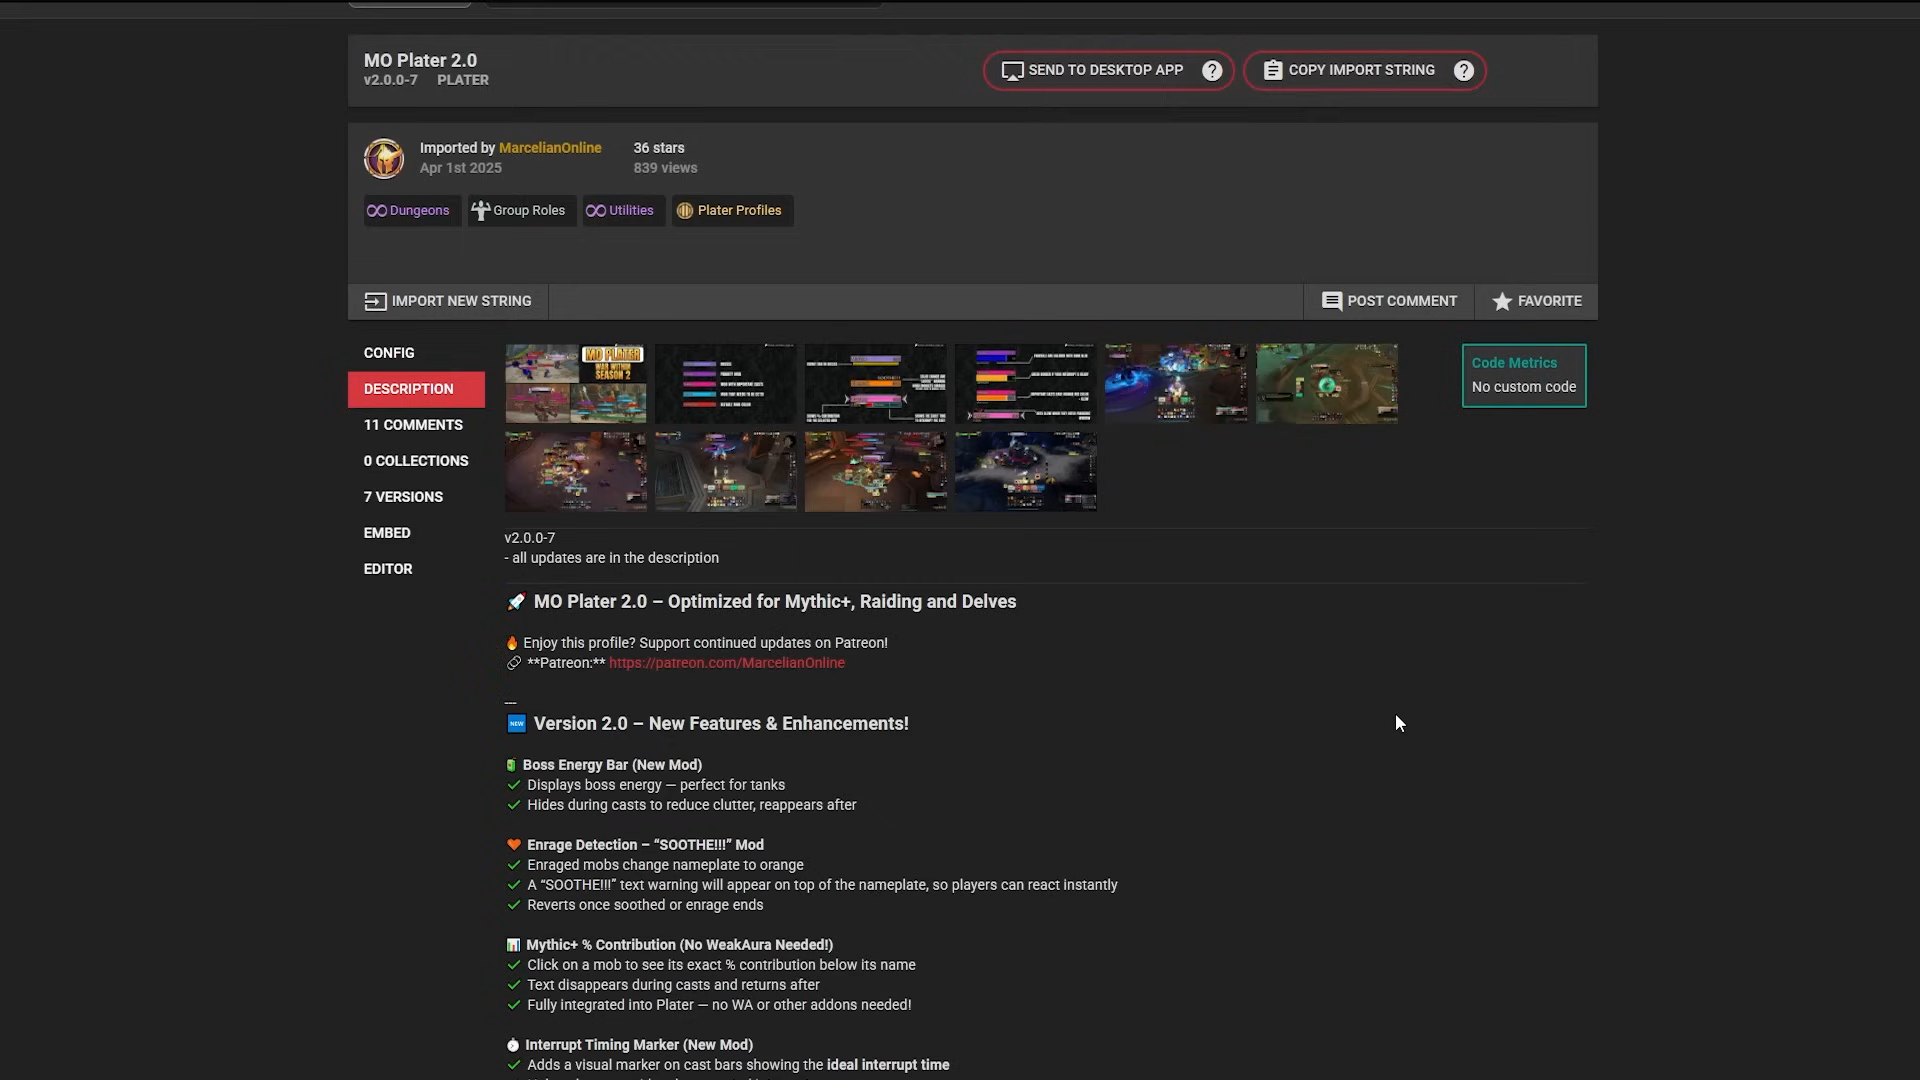 MO Plater 2.0
v2.0.0-7 PLATER
SEND TO DESKTOP APP ?
COPY IMPORT STRING ?
Imported by MarcelianOnline
Apr 1st 2025
36 stars
839 views
Dungeons
Group Roles
Utilities
Plater Profiles
IMPORT NEW STRING
POST COMMENT
FAVORITE
CONFIG
DESCRIPTION
11 COMMENTS
0 COLLECTIONS
7 VERSIONS
EMBED
EDITOR
MO PLATER
WAR WITHIN
SEASON 2
Code Metrics
No custom code
v2.0.0-7
- all updates are in the description
MO Plater 2.0 – Optimized for Mythic+, Raiding and Delves
Enjoy this profile? Support continued updates on Patreon!
**Patreon:** https://patreon.com/MarcelianOnline
---
NEW Version 2.0 – New Features & Enhancements!
Boss Energy Bar (New Mod)
Displays boss energy — perfect for tanks
Hides during casts to reduce clutter, reappears after
Enrage Detection – “SOOTHE!!!” Mod
Enraged mobs change nameplate to orange
A “SOOTHE!!!” text warning will appear on top of the nameplate, so players can react instantly
Reverts once soothed or enrage ends
Mythic+ % Contribution (No WeakAura Needed!)
Click on a mob to see its exact % contribution below its name
Text disappears during casts and returns after
Fully integrated into Plater — no WA or other addons needed!
Interrupt Timing Marker (New Mod)
Adds a visual marker on cast bars showing the ideal interrupt time